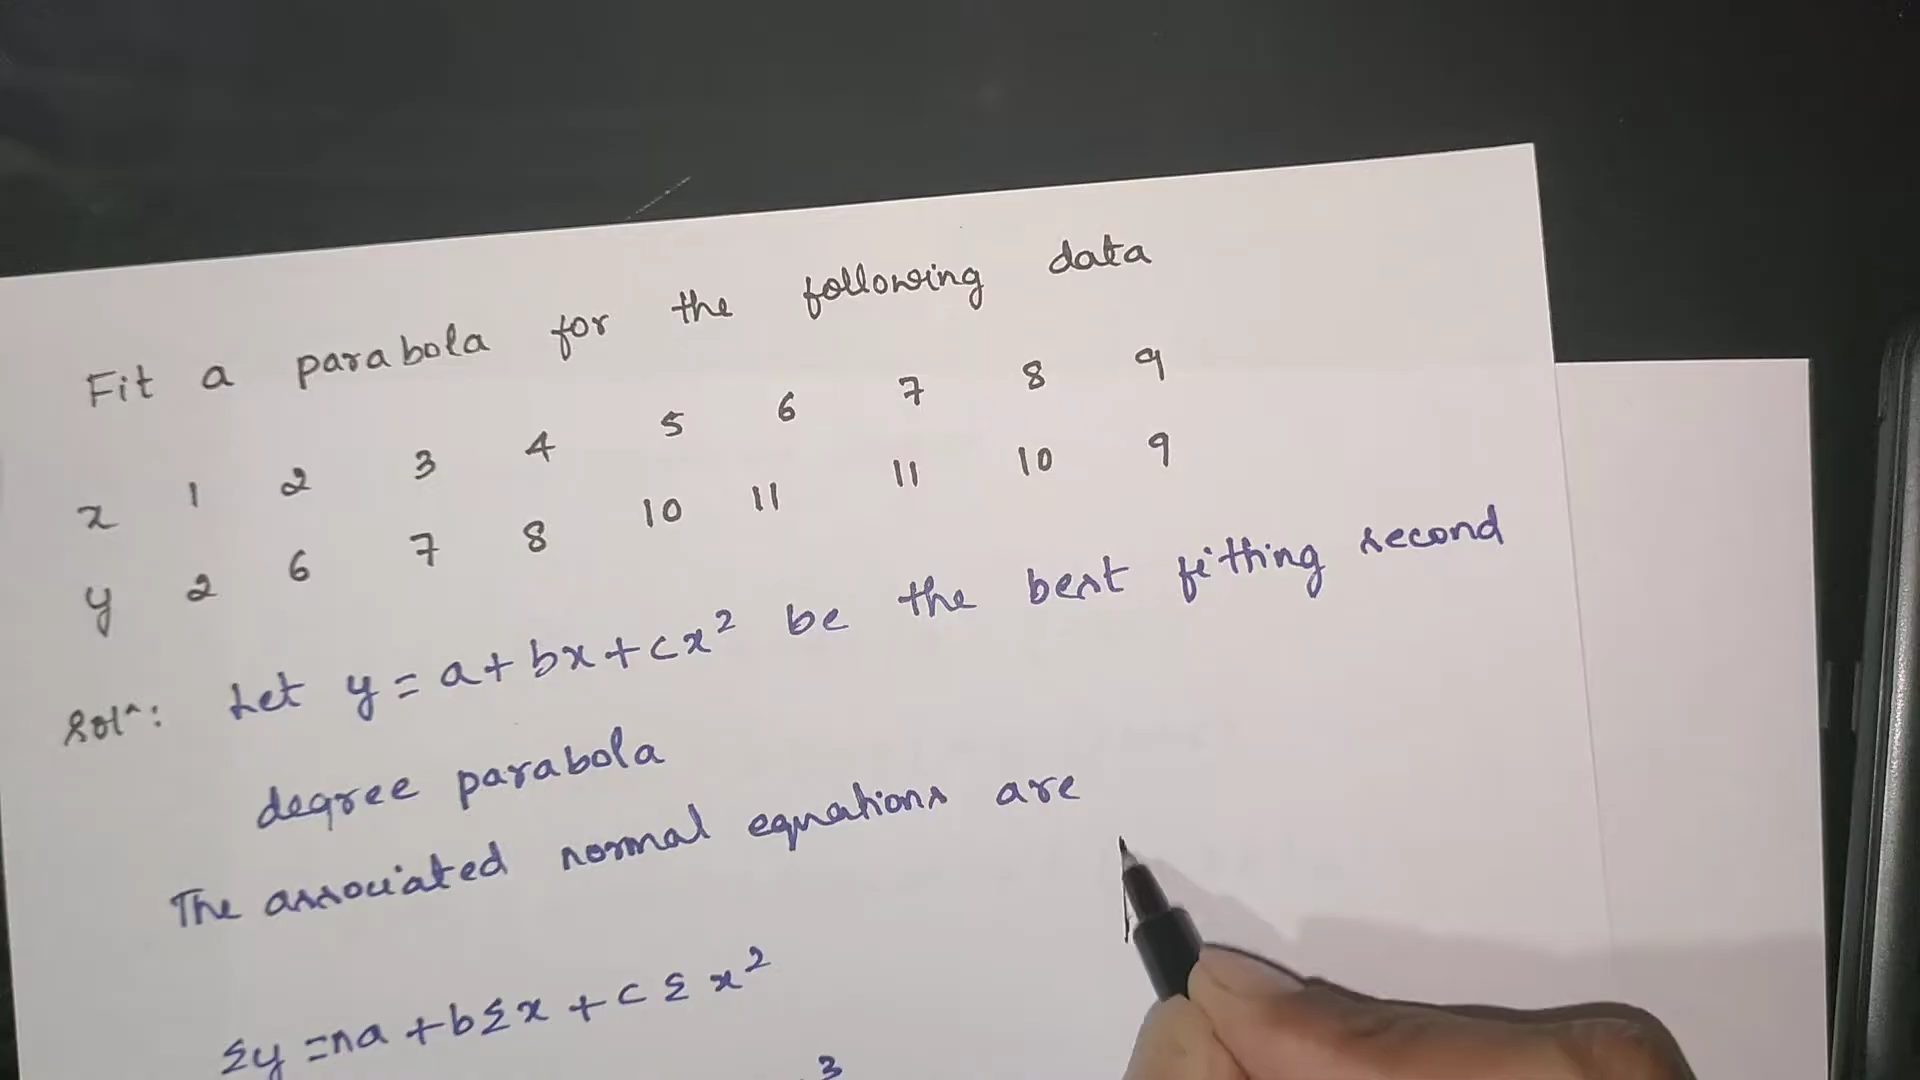 Fit a parabola for the following data
x 1 2 3 4 5 6 7 8 9
y 2 6 7 8 10 11 11 10 9
Solⁿ: Let y = a + bx + cx² be the best fitting second
degree parabola
The associated normal equations are
Σy = na + bΣx + cΣx²
3